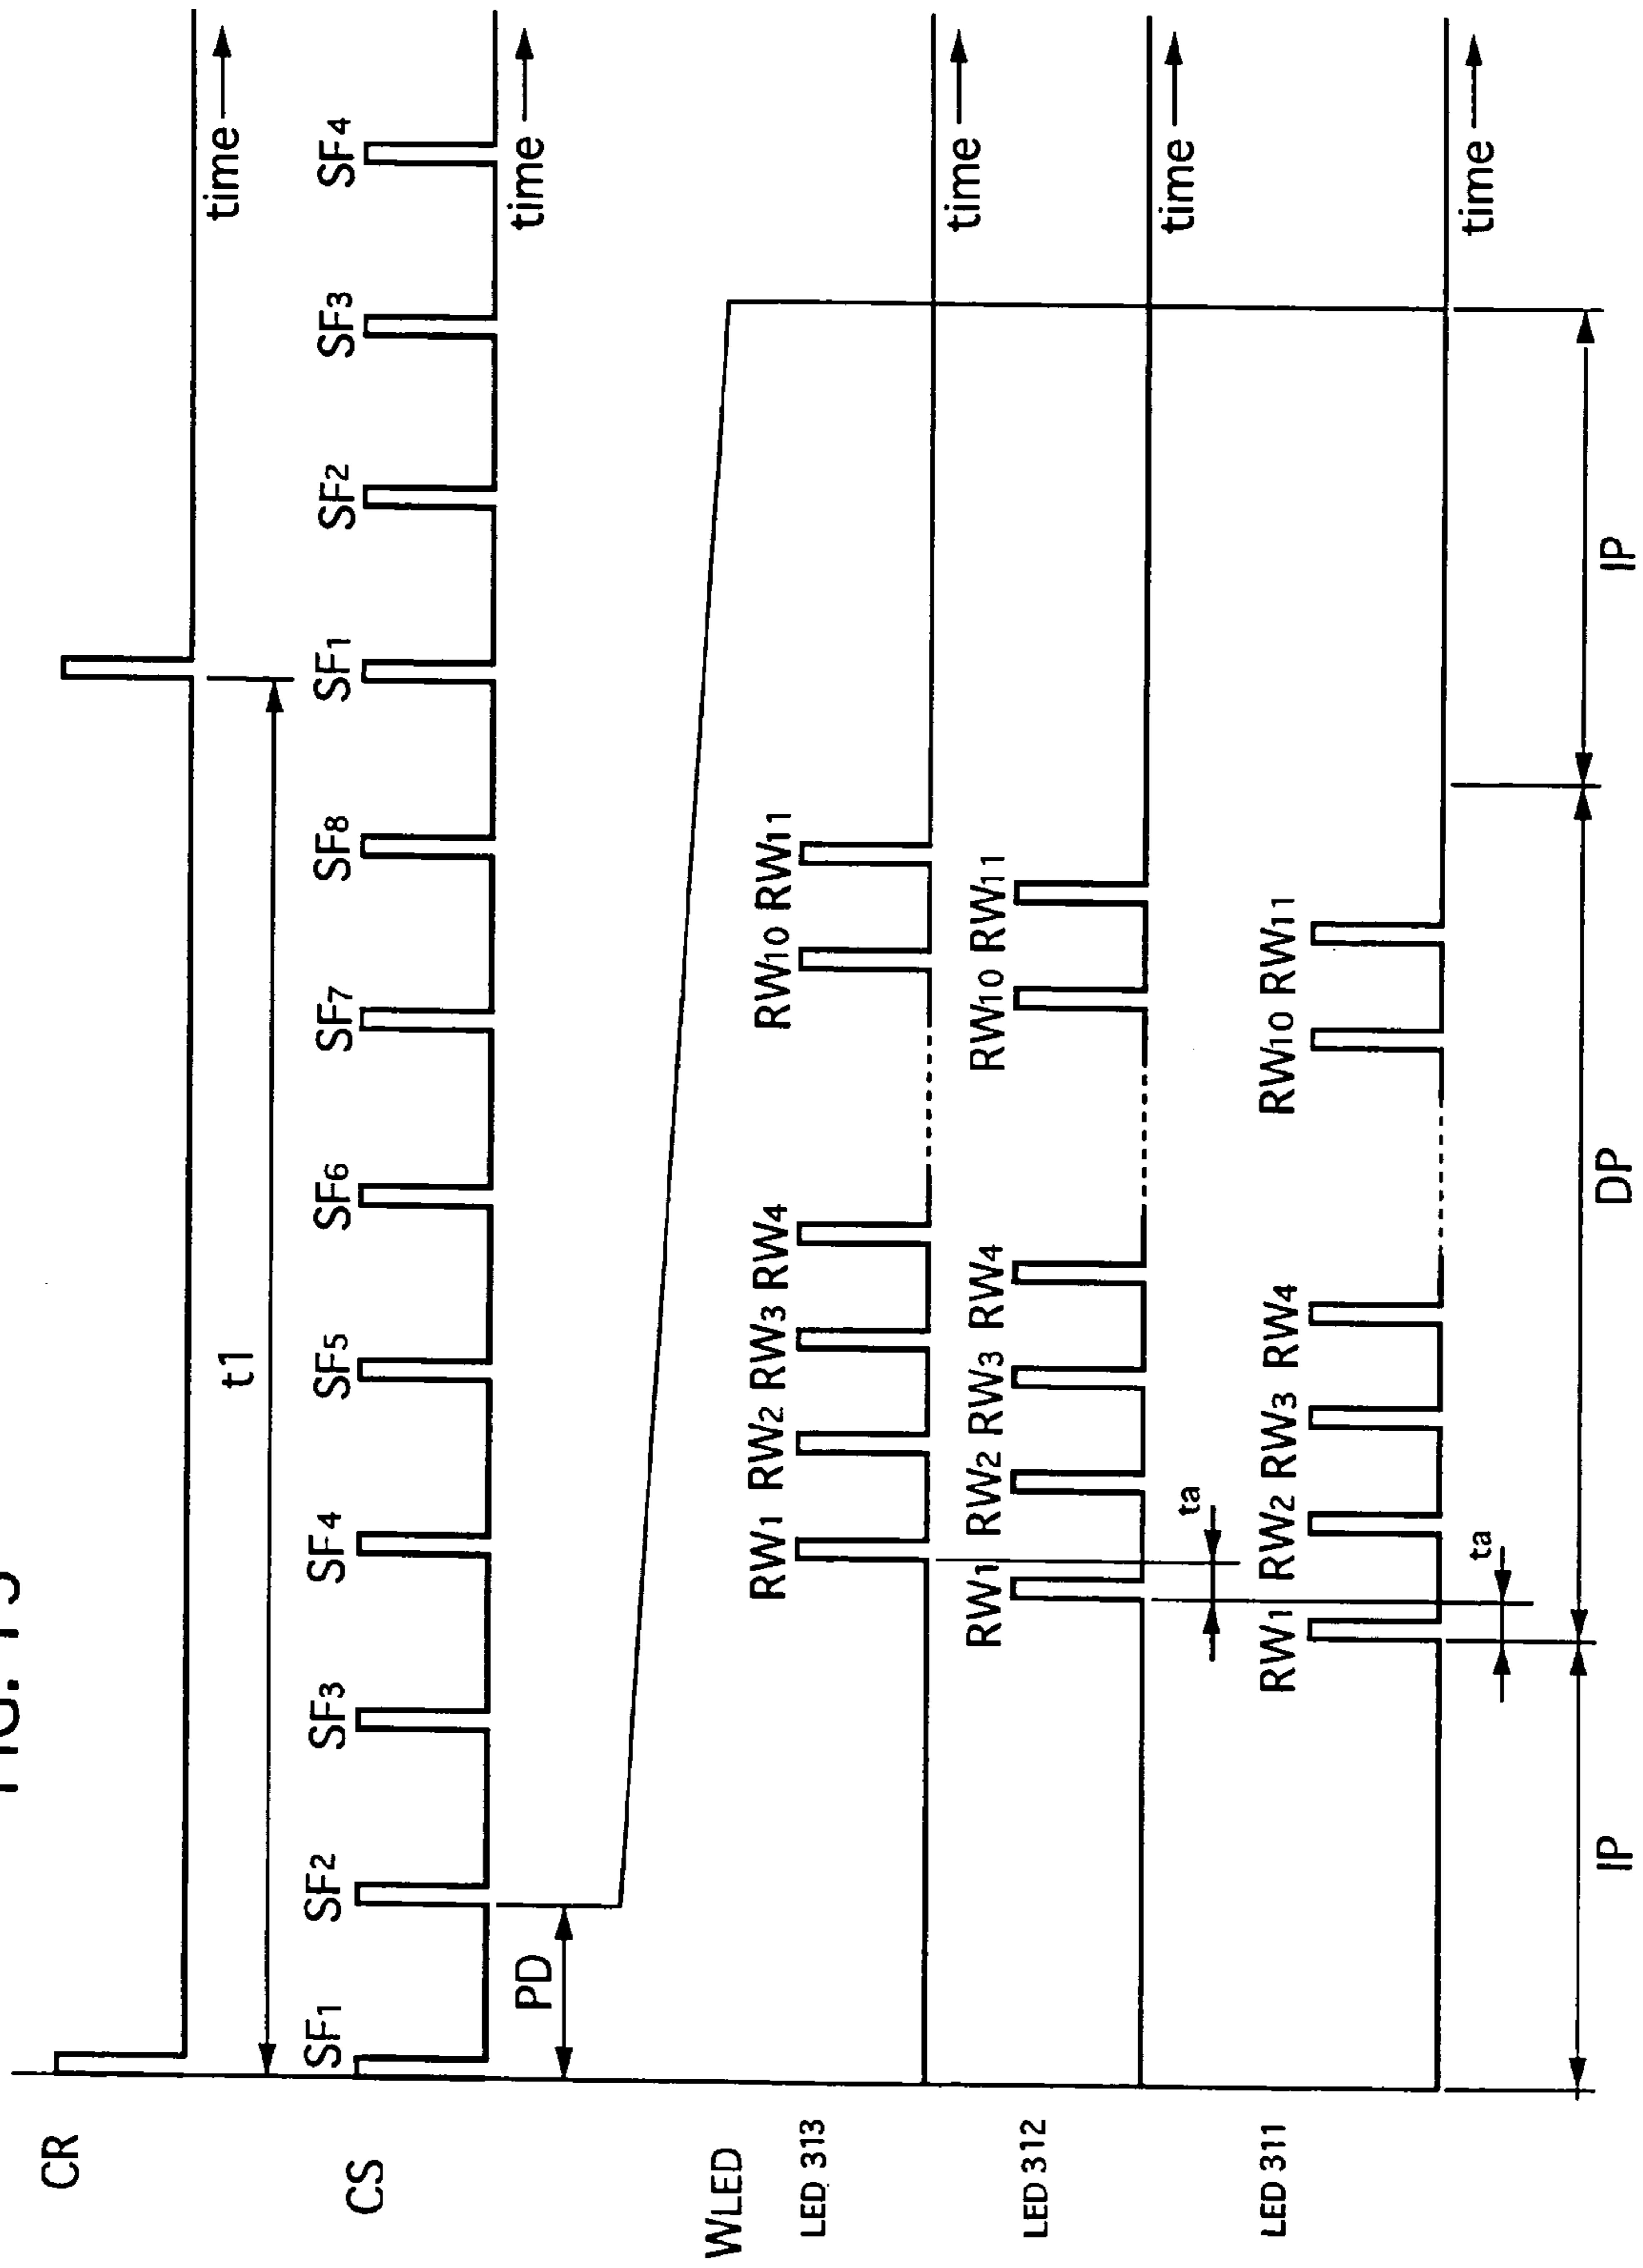 CR
time
t1
CS
SF1 SF2 SF3 SF4 SF5 SF6 SF7 SF8 SF1 SF2 SF3 SF4
time
PD
WLED
LED 313
RW1 RW2 RW3 RW4 RW10 RW11
time
LED 312
RW1 RW2 RW3 RW4 RW10 RW11
time
ta
LED 311
RW1 RW2 RW3 RW4 RW10 RW11
time
ta
IP DP IP